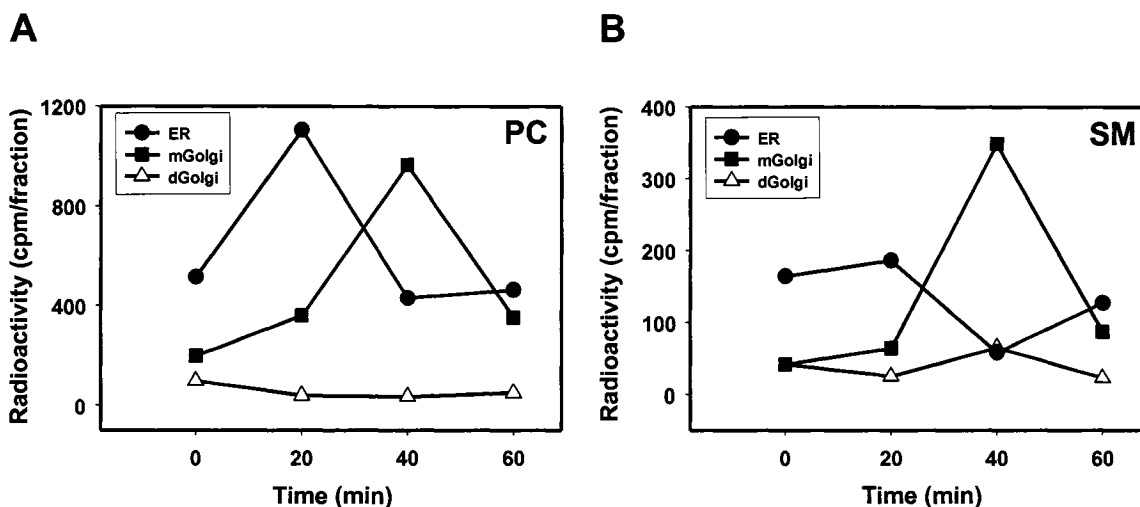 A
PC
ER
mGolgi
dGolgi
1200
800
400
0
Radioactivity (cpm/fraction)
0 20 40 60
Time (min)
B
SM
ER
mGolgi
dGolgi
400
300
200
100
0
Radioactivity (cpm/fraction)
0 20 40 60
Time (min)